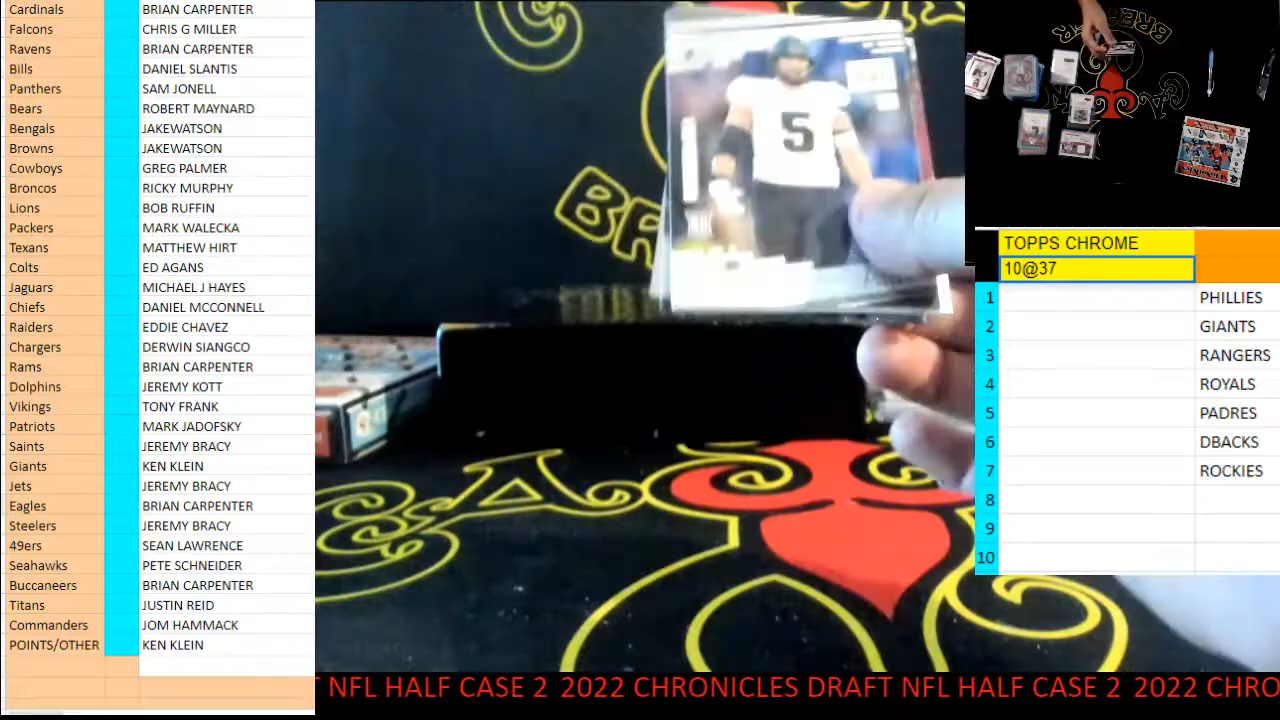 Cardinals BRIAN CARPENTER
Falcons CHRIS G MILLER
Ravens BRIAN CARPENTER
Bills DANIEL SLANTIS
Panthers SAM JONELL
Bears ROBERT MAYNARD
Bengals JAKEWATSON
Browns JAKEWATSON
Cowboys GREG PALMER
Broncos RICKY MURPHY
Lions BOB RUFFIN
Packers MARK WALECKA
Texans MATTHEW HIRT
Colts ED AGANS
Jaguars MICHAEL J HAYES
Chiefs DANIEL MCCONNELL
Raiders EDDIE CHAVEZ
Chargers DERWIN SIANGCO
Rams BRIAN CARPENTER
Dolphins JEREMY KOTT
Vikings TONY FRANK
Patriots MARK JADOFSKY
Saints JEREMY BRACY
Giants KEN KLEIN
Jets JEREMY BRACY
Eagles BRIAN CARPENTER
Steelers JEREMY BRACY
49ers SEAN LAWRENCE
Seahawks PETE SCHNEIDER
Buccaneers BRIAN CARPENTER
Titans JUSTIN REID
Commanders JOM HAMMACK
POINTS/OTHER KEN KLEIN
5
TOPPS CHROME
10@37
1 PHILLIES
2 GIANTS
3 RANGERS
4 ROYALS
5 PADRES
6 DBACKS
7 ROCKIES
8
9
10
NFL HALF CASE 2 2022 CHRONICLES DRAFT NFL HALF CASE 2 2022 CHRO